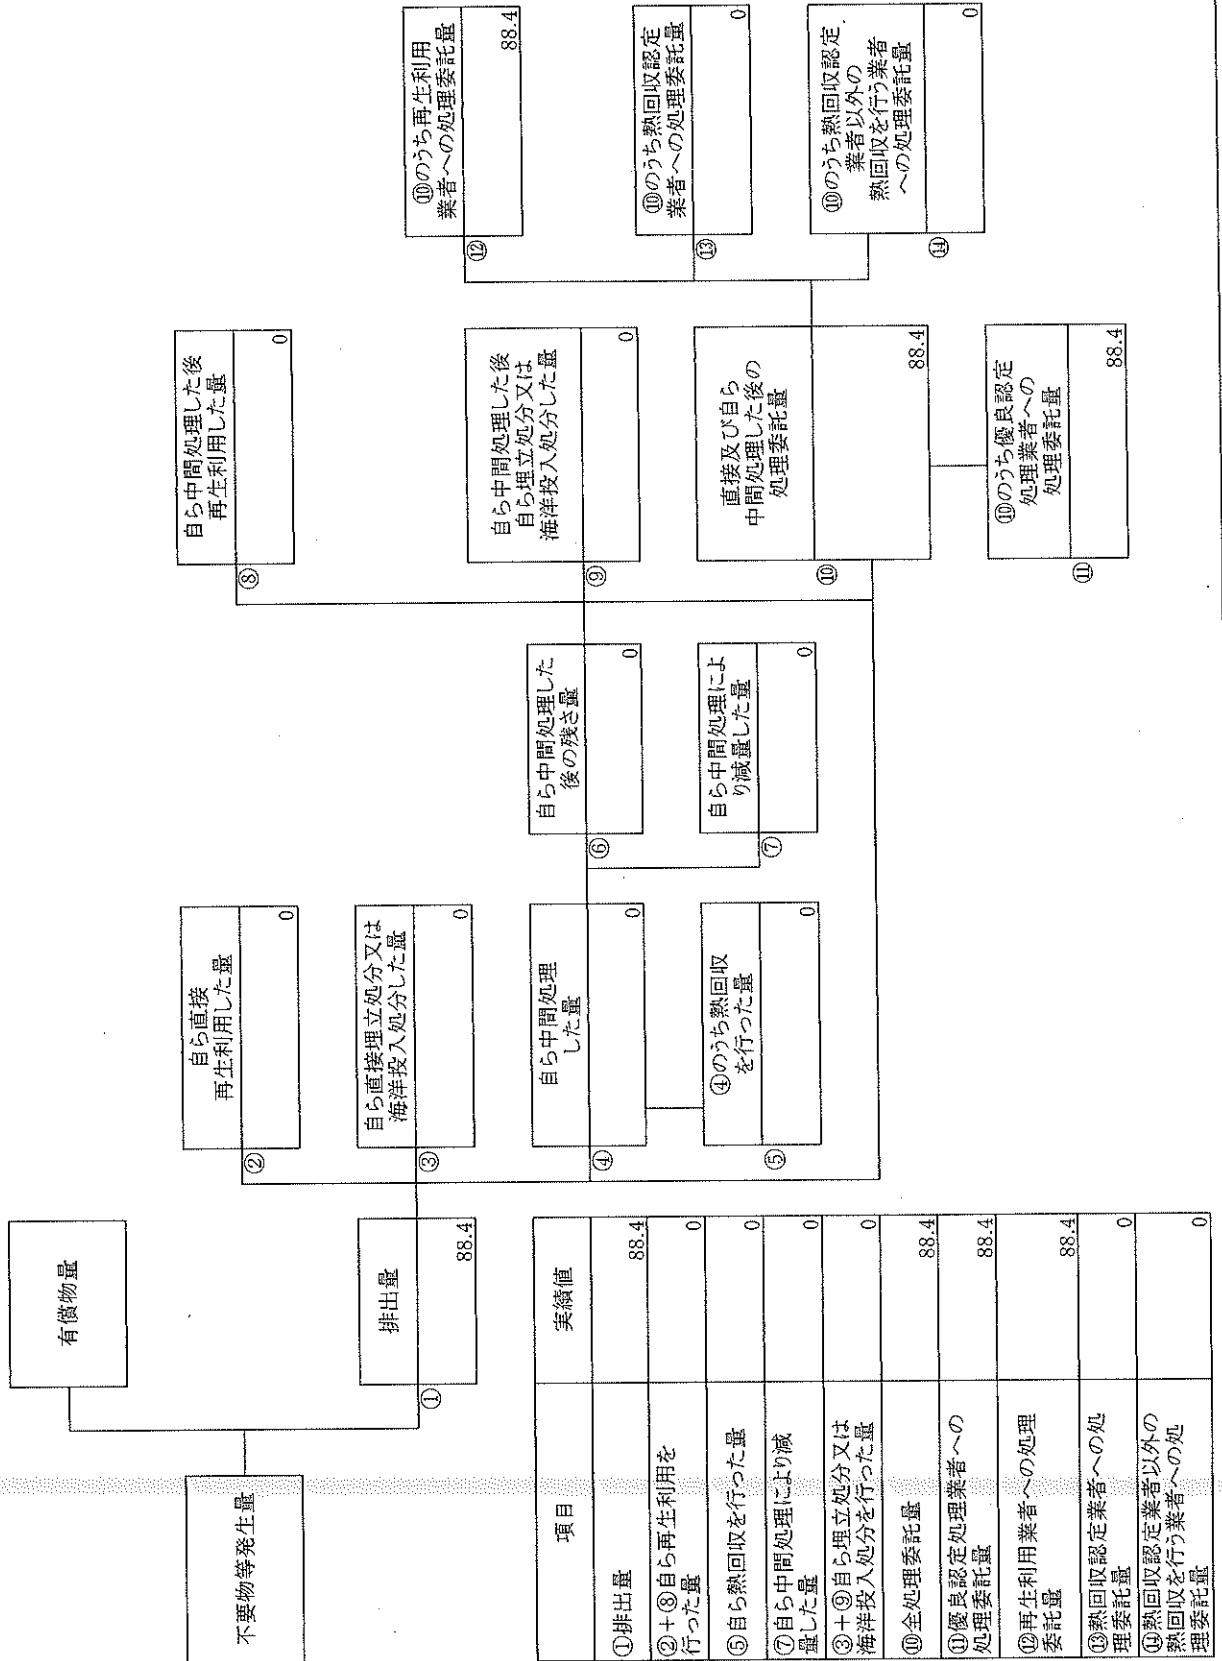 不要物等発生量
有償物量
①
排出量
88.4
②
自ら直接
再生利用した量
0
③
自ら直接埋立処分又は
海洋投入処分した量
0
④
自ら中間処理
した量
0
⑤
④のうち熱回収
を行った量
0
⑥
自ら中間処理した
後の残さ量
0
⑦
自ら中間処理によ
り減量した量
0
⑧
自ら中間処理した後
再生利用した量
0
⑨
自ら中間処理した後
自ら埋立処分又は
海洋投入処分した量
0
⑩
直接及び自ら
中間処理した後の
処理委託量
88.4
⑪
⑩のうち優良認定
処理業者への
処理委託量
88.4
⑫
⑩のうち再生利用
業者への処理委託量
88.4
⑬
⑩のうち熱回収認定
業者への処理委託量
0
⑭
⑩のうち熱回収認定
業者以外の
熱回収を行う業者
への処理委託量
0
項目
実績値
①排出量
88.4
②+⑧自ら再生利用を
行った量
0
⑤自ら熱回収を行った量
0
⑦自ら中間処理により減
量した量
0
③+⑨自ら埋立処分又は
海洋投入処分を行った量
0
⑩全処理委託量
88.4
⑪優良認定処理業者への
処理委託量
88.4
⑫再生利用業者への処理
委託量
88.4
⑬熱回収認定業者への処
理委託量
0
⑭熱回収認定業者以外の
熱回収を行う業者への処
理委託量
0